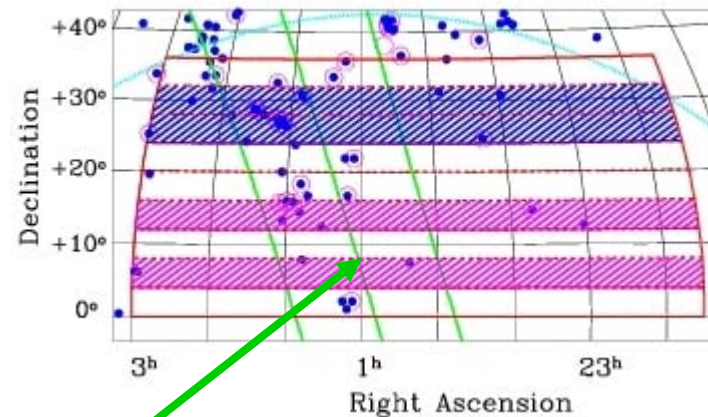 +40°
+30°
+20°
+10°
0°
Declination
3ʰ 1ʰ 23ʰ
Right Ascension